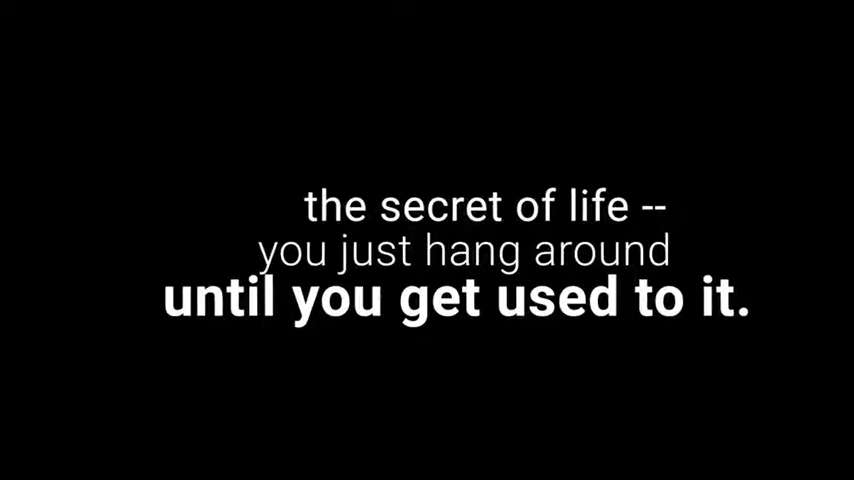 the secret of life --
you just hang around
until you get used to it.